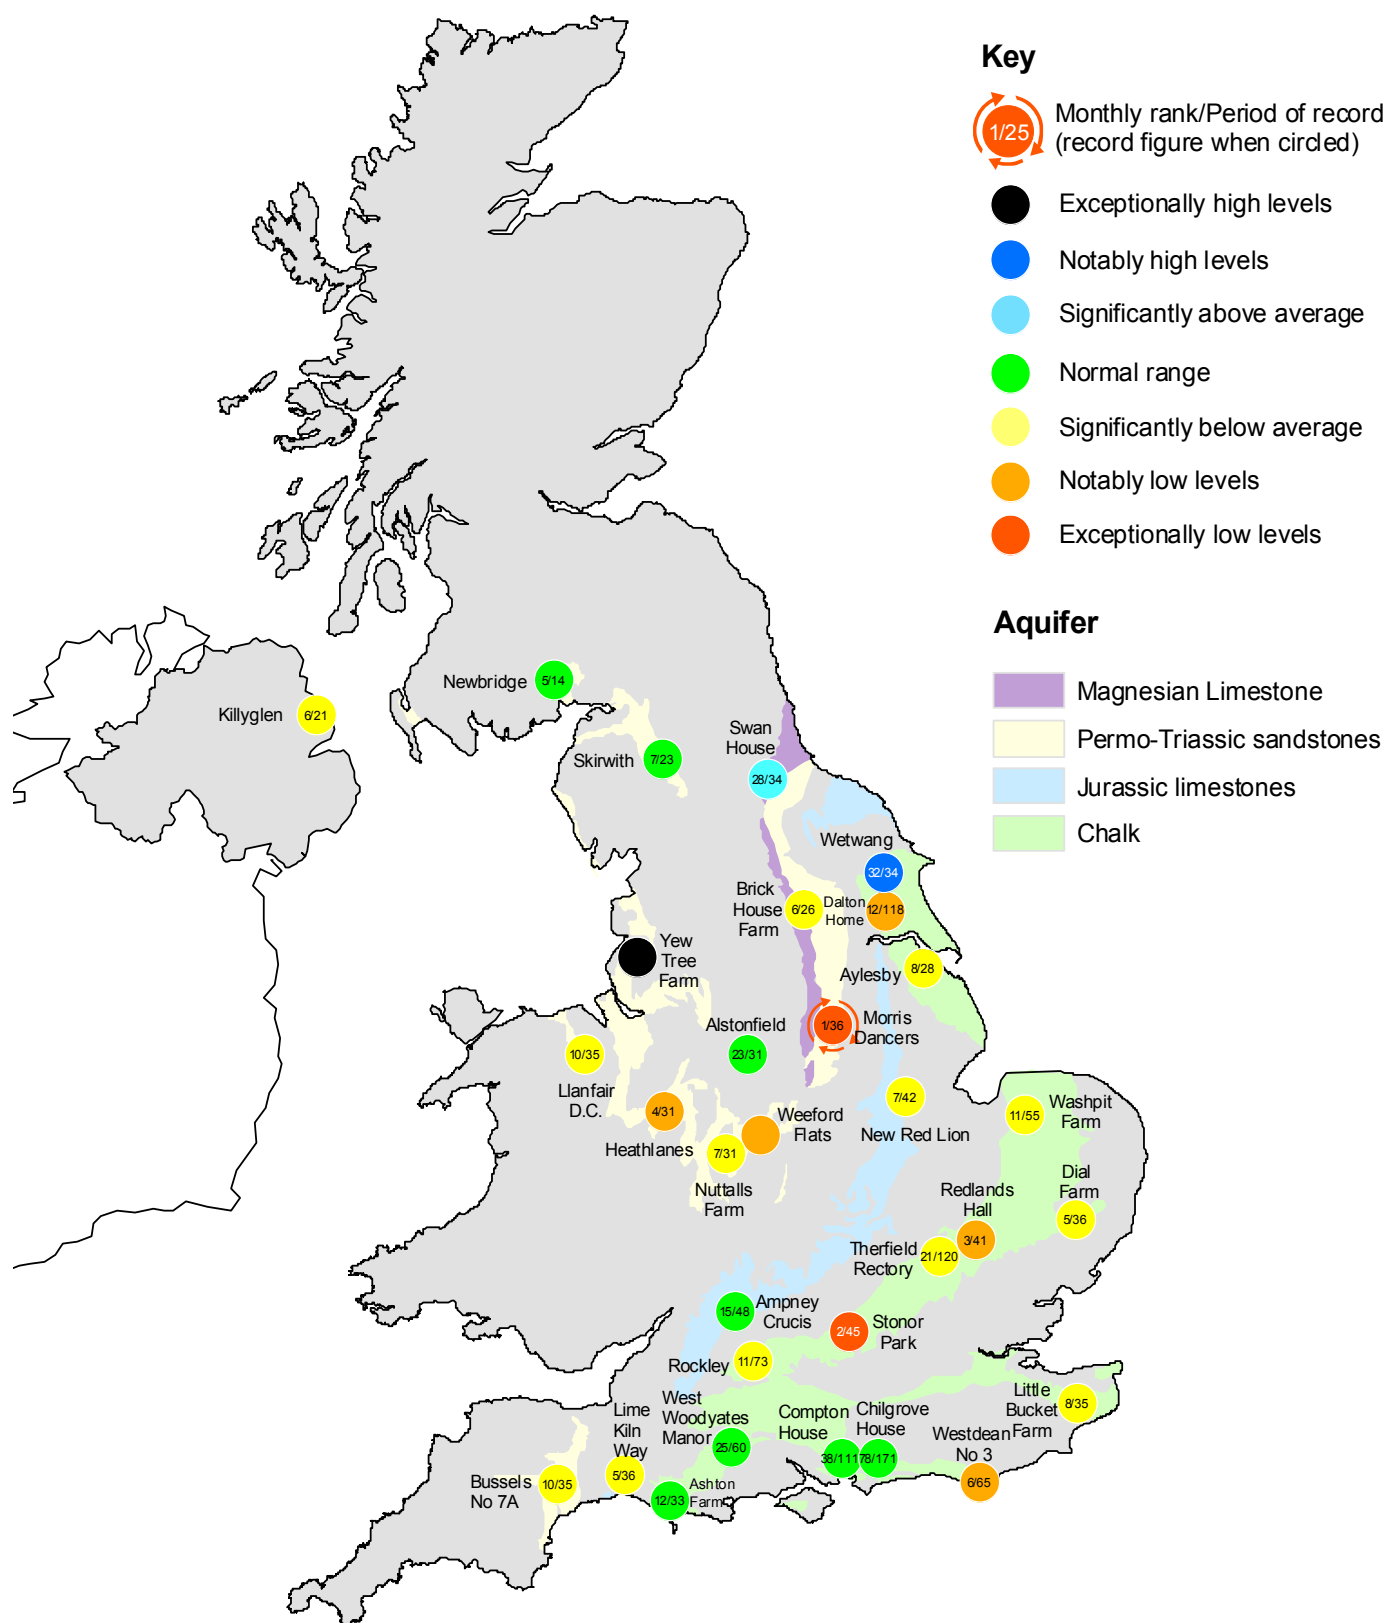 Key
1/25
Monthly rank/Period of record
(record figure when circled)
Exceptionally high levels
Notably high levels
Significantly above average
Normal range
Significantly below average
Notably low levels
Exceptionally low levels
Aquifer
Magnesian Limestone
Permo-Triassic sandstones
Jurassic limestones
Chalk
Newbridge
5/14
Killyglen
6/21
Skirwith
7/23
Swan
House
28/34
Wetwang
32/34
Brick
House
Farm
6/26
Dalton
Home
12/118
Yew
Tree
Farm
Aylesby
8/28
Morris
Dancers
1/36
Alstonfield
23/31
10/35
Llanfair
D.C.
4/31
Heathlanes
Weeford
Flats
7/31
Nuttalls
Farm
7/42
New Red Lion
11/55
Washpit
Farm
Dial
Farm
5/36
Redlands
Hall
3/41
Therfield
Rectory
21/120
15/48
Ampney
Crucis
2/45
Stonor
Park
Rockley
11/73
West
Woodyates
Manor
25/60
Lime
Kiln
Way
5/36
Compton
House
38/111
Chilgrove
House
78/171
Little
Bucket
Farm
8/35
Westdean
No 3
6/65
Bussels
No 7A
10/35
12/33
Ashton
Farm